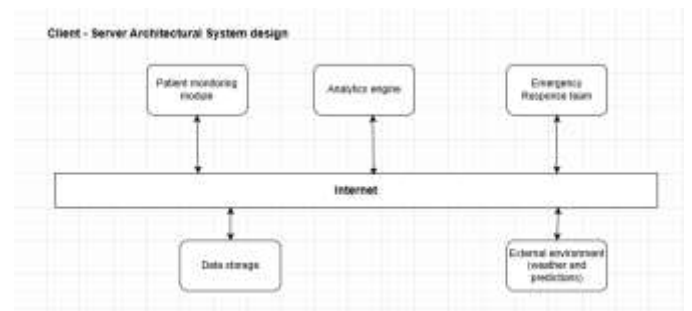 Client - Server Architectural System design
Patient monitoring
module
Analytics engine
Emergency
Response team
Internet
Data storage
External environment
(weather and
predictions)